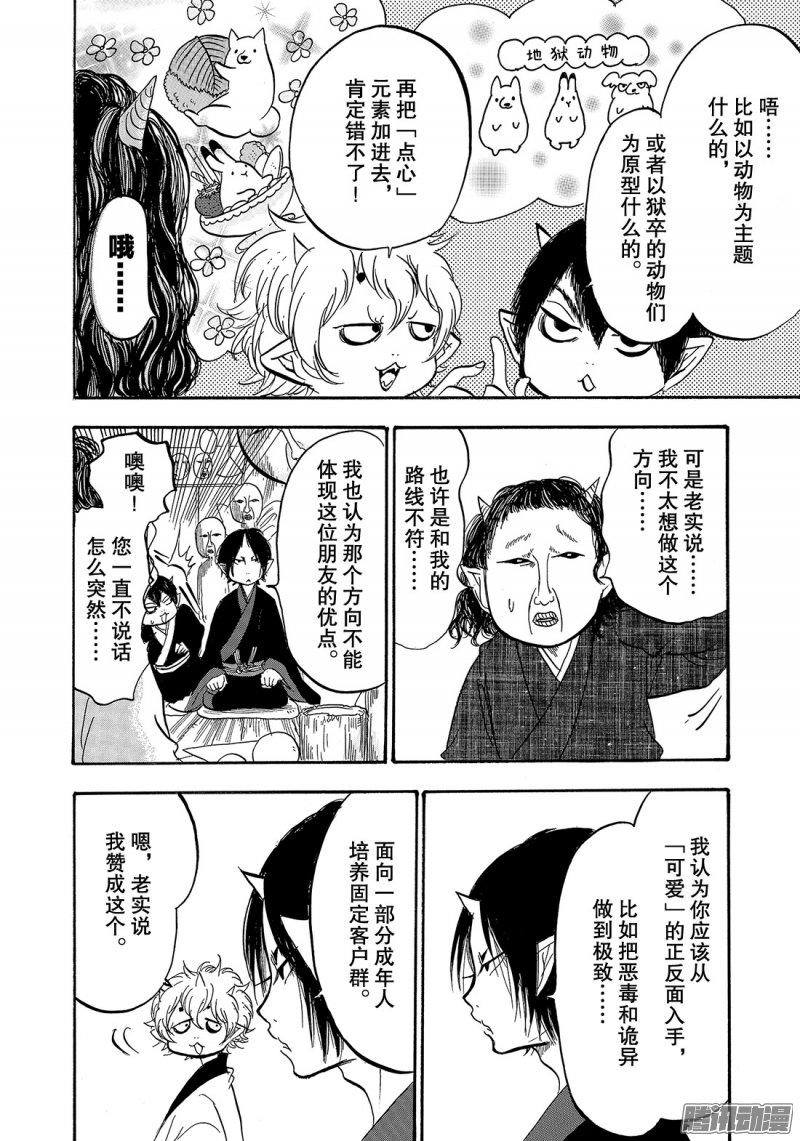 唔……
比如以动物为主题
什么的，
或者以狱卒的动物们
为原型什么的。
地狱动物
再把「点心」
元素加进去，
肯定错不了！
哦……
可是老实说……
我不太想做这个
方向……
也许是和我的
路线不符……
我也认为那个方向不能
体现这位朋友的优点。
噢噢！
您一直不说话
怎么突然……
我认为你应该从
「可爱」的正反面入手，
比如把恶毒和诡异
做到极致……
面向一部分成年人
培养固定客户群。
嗯，老实说
我赞成这个。
腾讯动漫